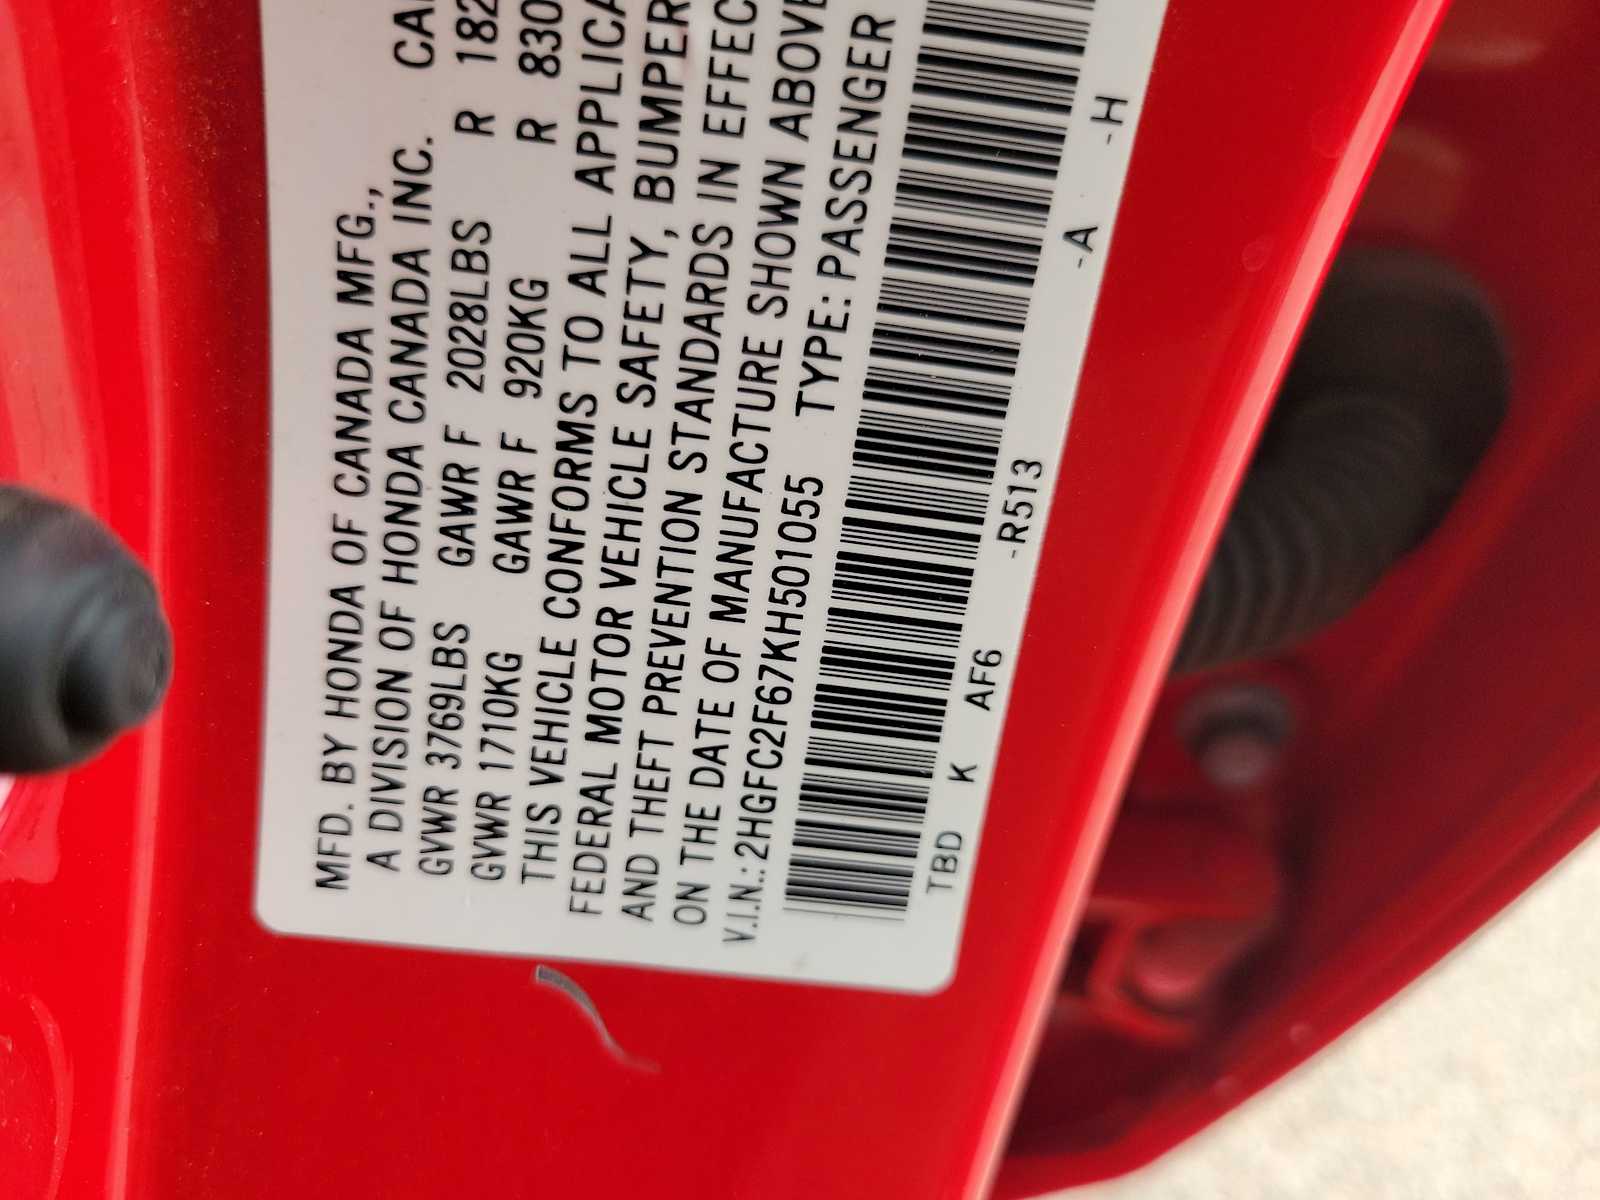 MFD. BY HONDA OF CANADA MFG.,
A DIVISION OF HONDA CANADA INC.
GVWR 3769LBS GAWR F 2028LBS R 182
GVWR 1710KG GAWR F 920KG R 830
THIS VEHICLE CONFORMS TO ALL
FEDERAL MOTOR VEHICLE SAFETY, BUMPER
AND THEFT PREVENTION STANDARDS IN
ON THE DATE OF MANUFACTURE SHOWN ABOVE
V.I.N.: 2HGFC2F67KH501055 TYPE: PASSENGER
TBD K AF6 -R513 -A -H